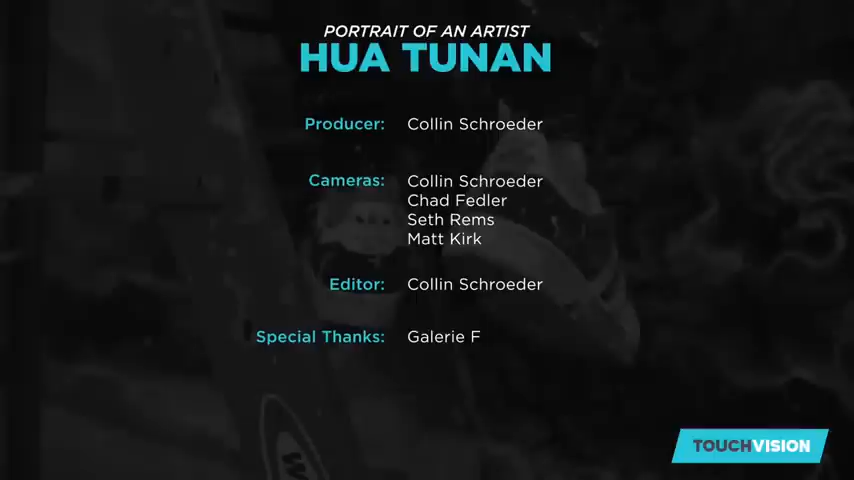 PORTRAIT OF AN ARTIST
HUA TUNAN
Producer: Collin Schroeder
Cameras: Collin Schroeder
Chad Fedler
Seth Rems
Matt Kirk
Editor: Collin Schroeder
Special Thanks: Galerie F
TOUCHVISION